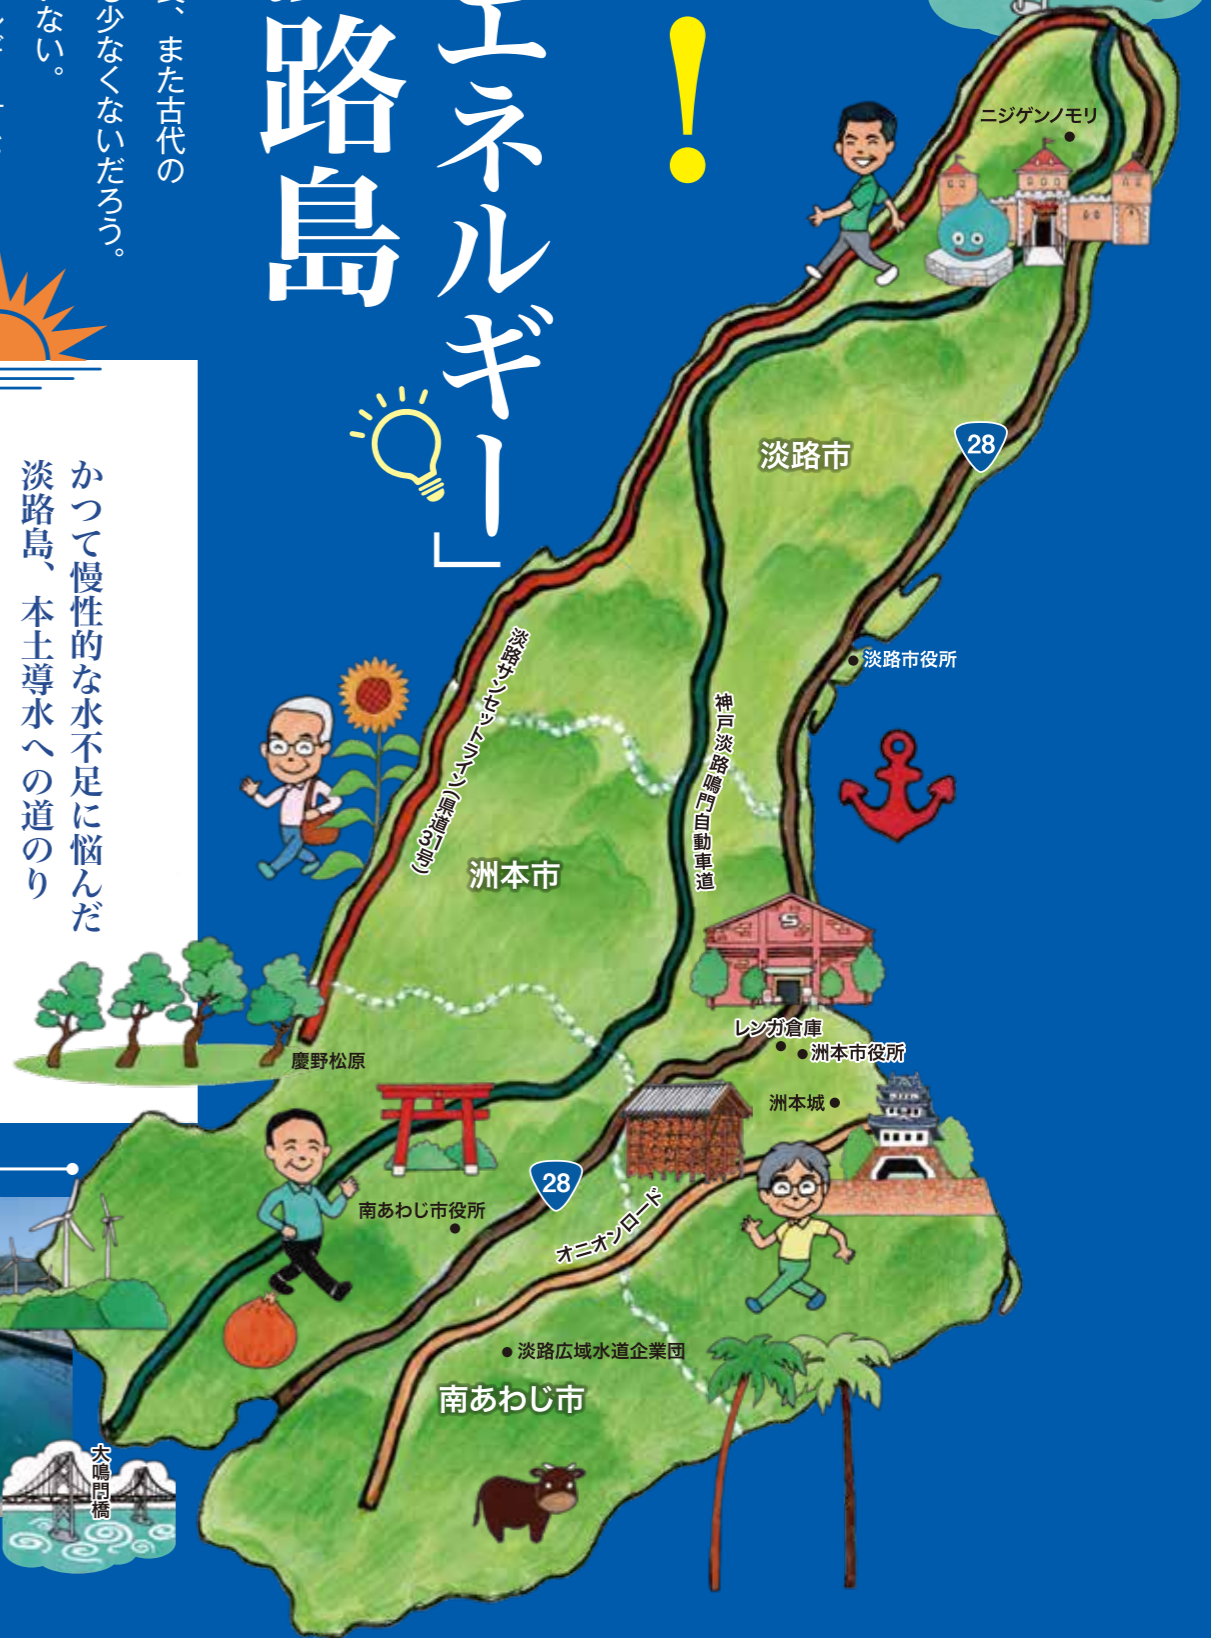 エネルギー」
路島
！
、また古代の
少なくないだろう。
ない。
かつて慢性的な水不足に悩んだ
淡路島、本土導水への道のり
ニジゲンノモリ
淡路市
28
淡路市役所
淡路サンセットライン(県道31号)
神戸淡路鳴門自動車道
洲本市
S
レンガ倉庫
洲本市役所
慶野松原
洲本城
28
南あわじ市役所
オニオンロード
淡路広域水道企業団
南あわじ市
大鳴門橋